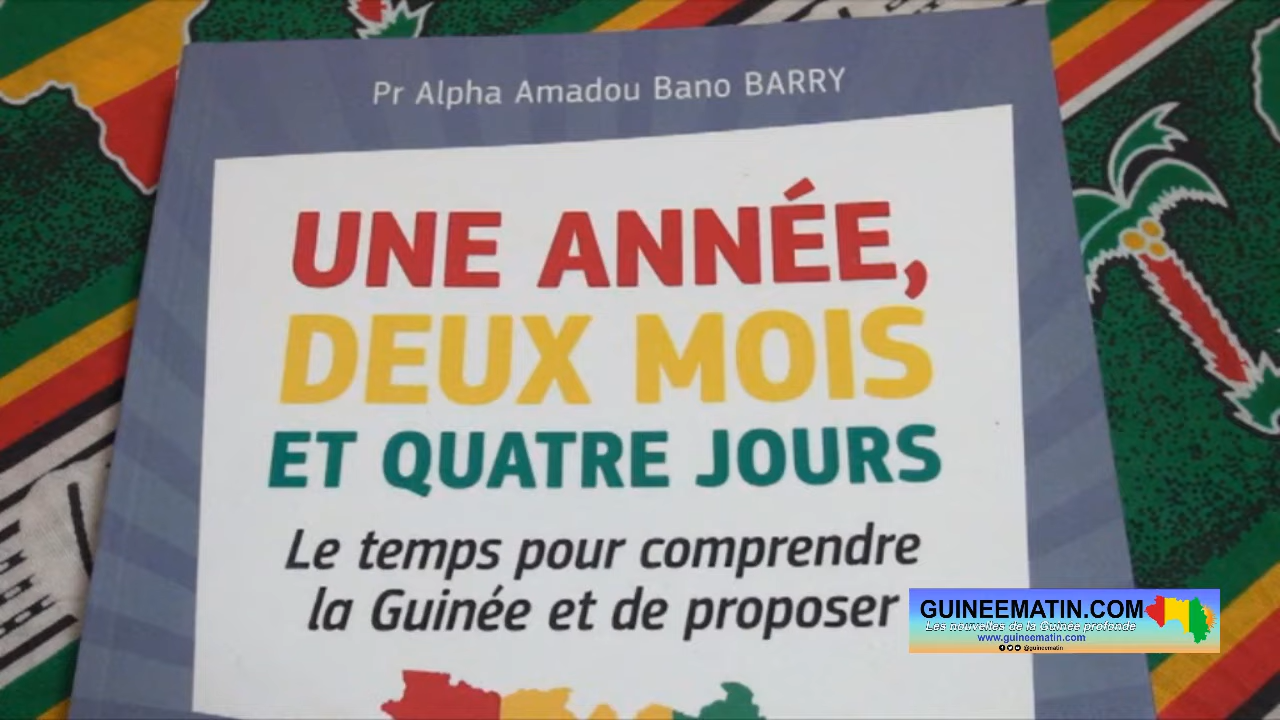 Pr Alpha Amadou Bano BARRY
UNE ANNÉE,
DEUX MOIS
ET QUATRE JOURS
Le temps pour comprendre
la Guinée et de proposer
GUINEEMATIN.COM
Les nouvelles de la Guinée profonde
www.guineematin.com
@guineematin